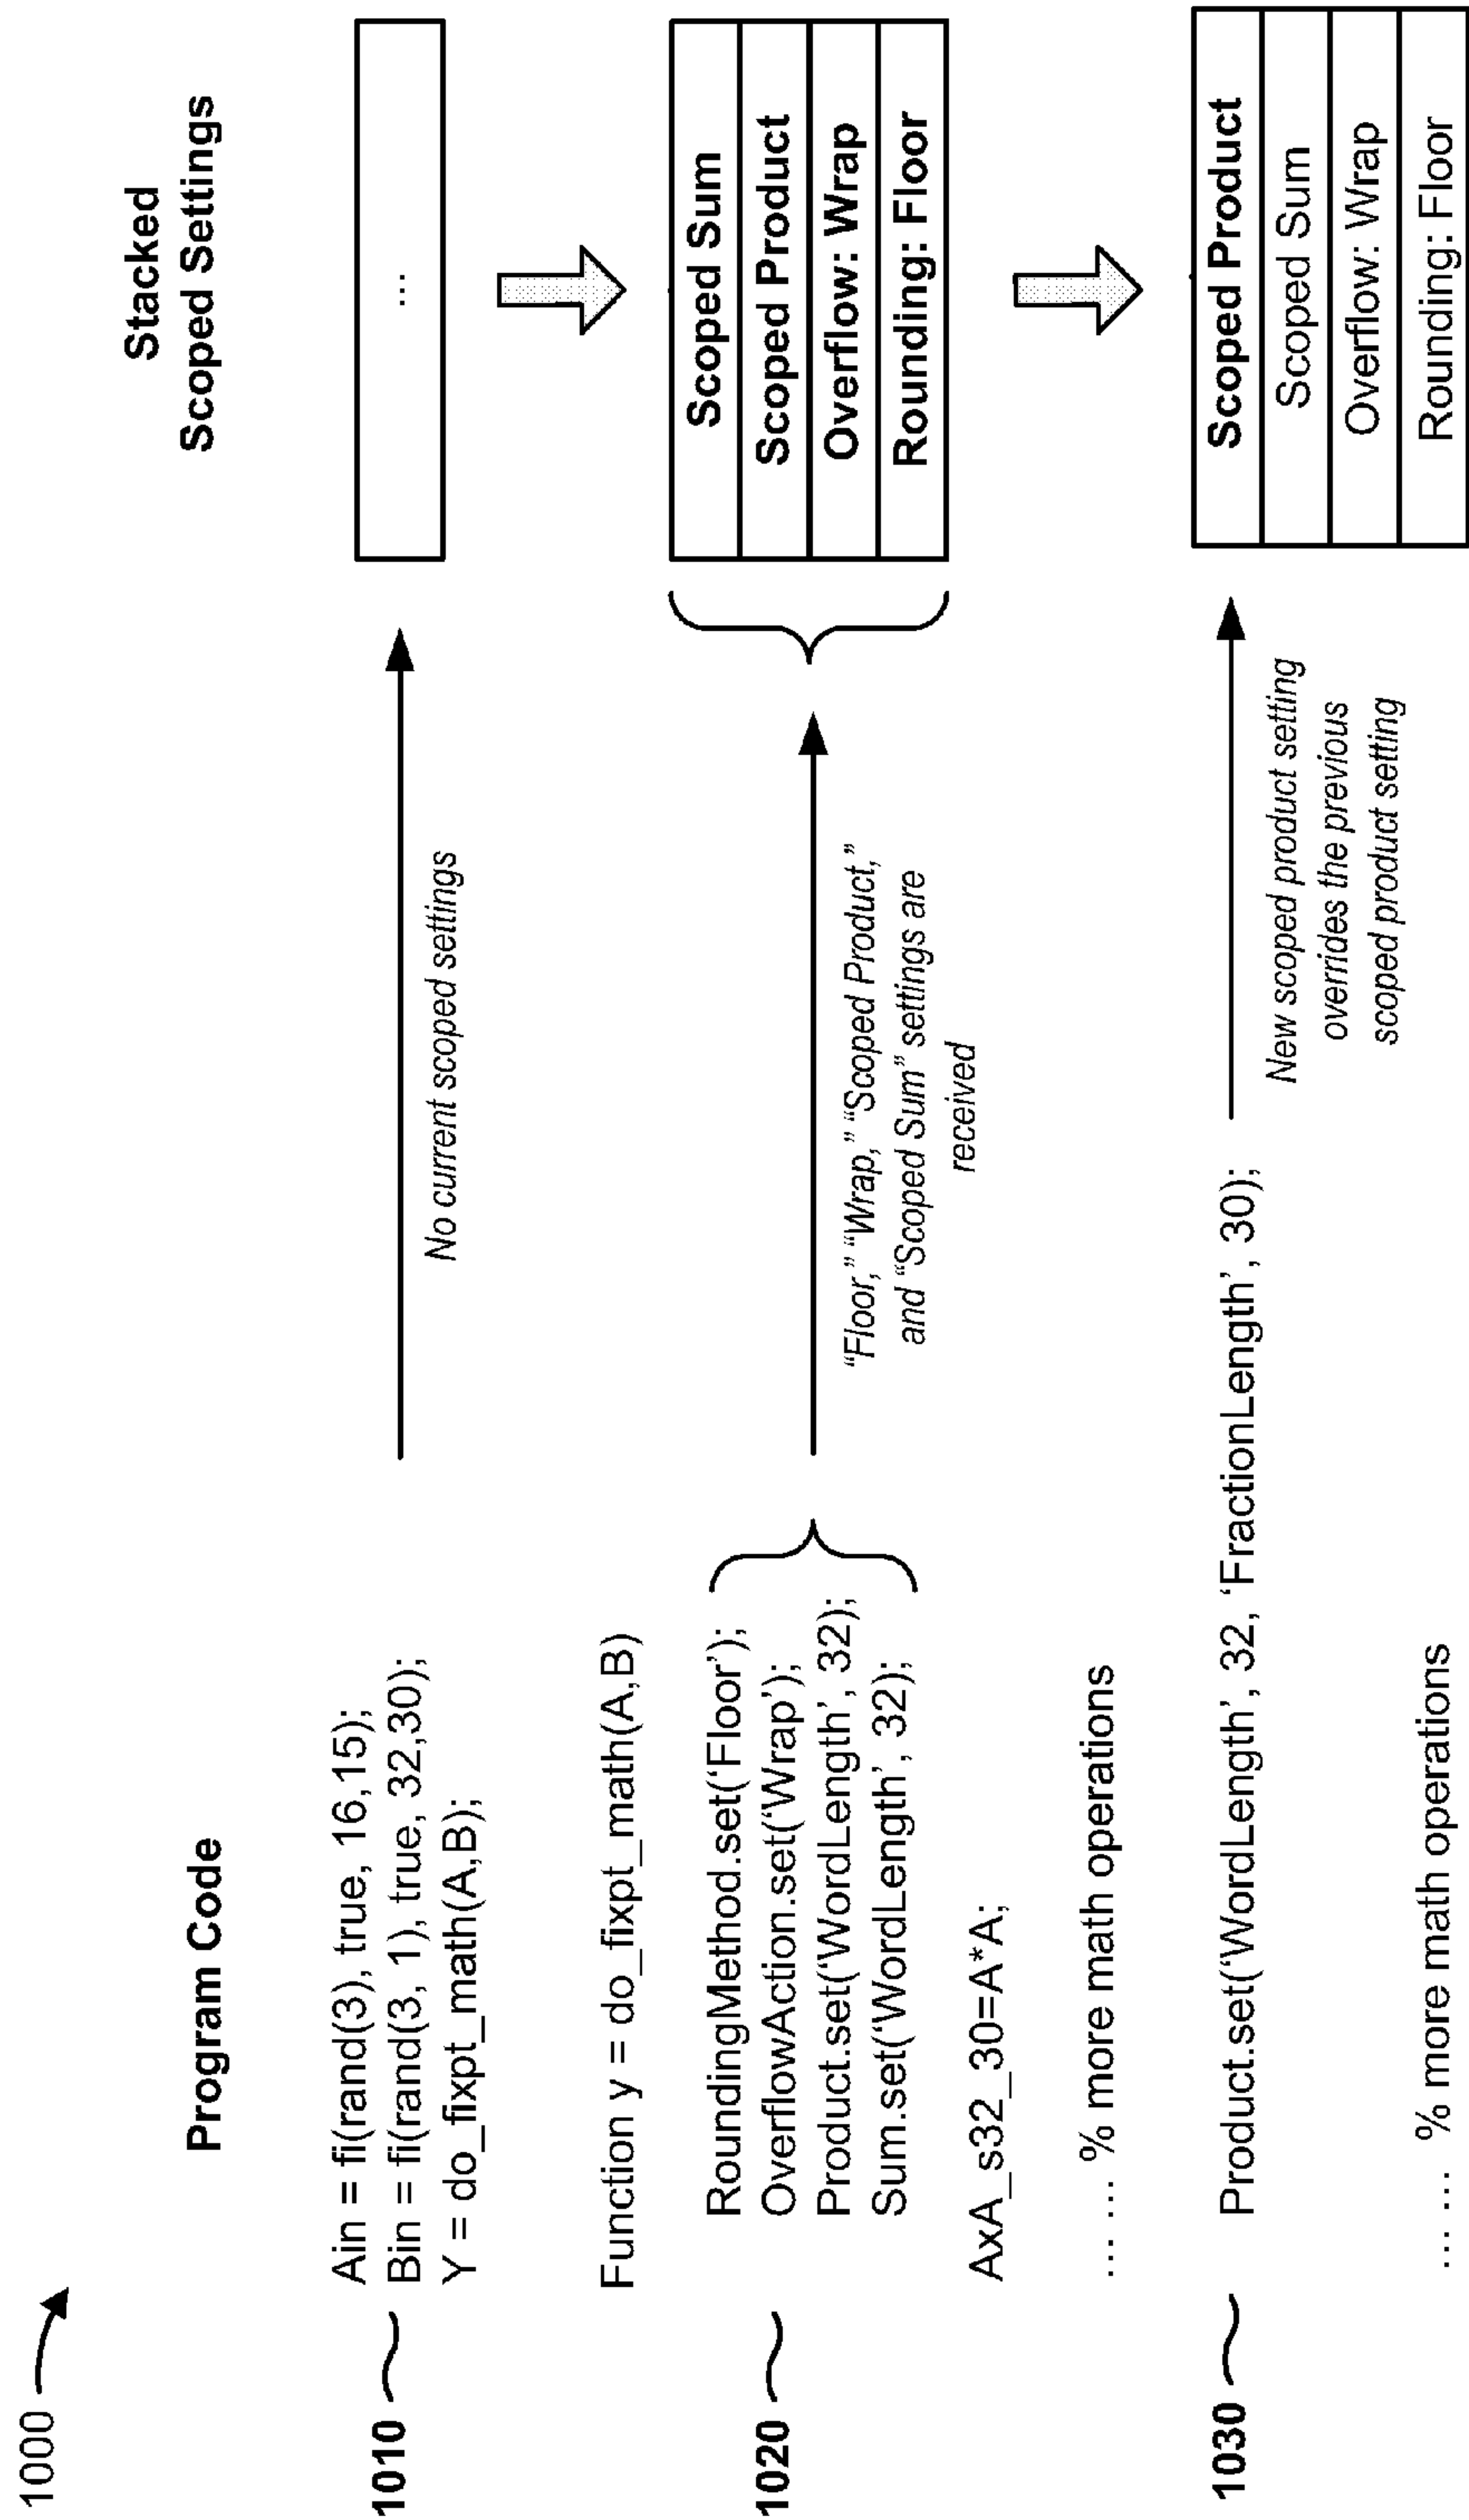 1000
Program Code
Stacked
Scoped Settings
1010
Ain = fi(rand(3), true, 16,15);
Bin = fi(rand(3, 1), true, 32,30);
Y = do_fixpt_math(A,B);
No current scoped settings
...
Function y = do_fixpt_math(A,B)
1020
RoundingMethod.set(‘Floor’);
OverflowAction.set(‘Wrap’);
Product.set(‘WordLength’, 32);
Sum.set(‘WordLength’, 32);
“Floor,” “Wrap,” “Scoped Product,”
and “Scoped Sum” settings are
received
Scoped Sum
Scoped Product
Overflow: Wrap
Rounding: Floor
AxA_s32_30=A*A;
... ... % more math operations
1030
Product.set(‘WordLength’, 32, ‘FractionLength’, 30);
New scoped product setting
overrides the previous
scoped product setting
Scoped Product
Scoped Sum
Overflow: Wrap
Rounding: Floor
... ... % more math operations